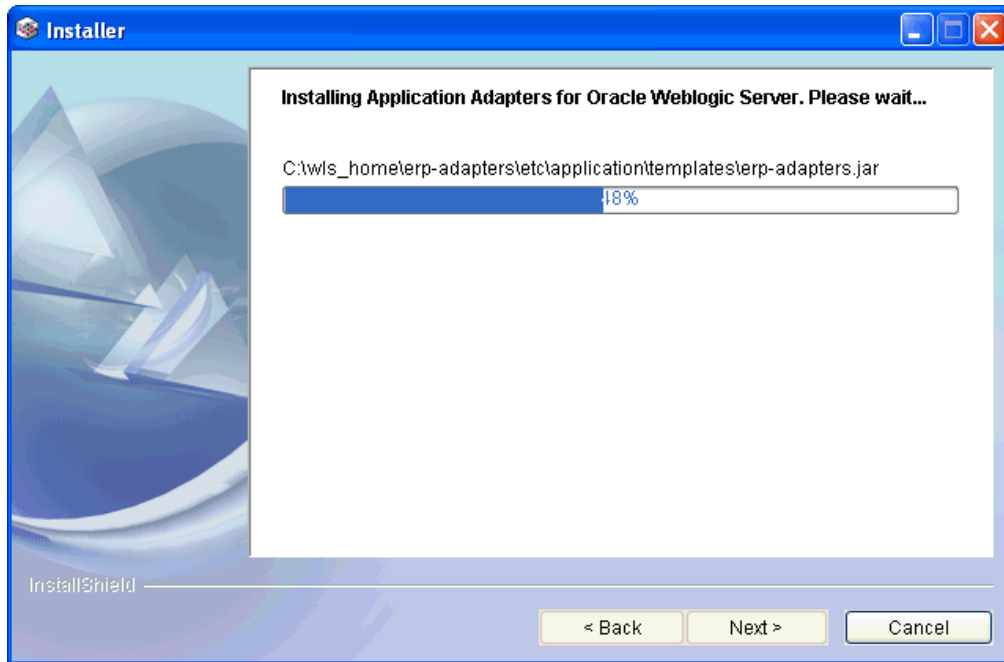 Installer
Installing Application Adapters for Oracle Weblogic Server. Please wait...
C:\wls_home\erp-adapters\etc\application\templates\erp-adapters.jar
48%
InstallShield
< Back
Next >
Cancel